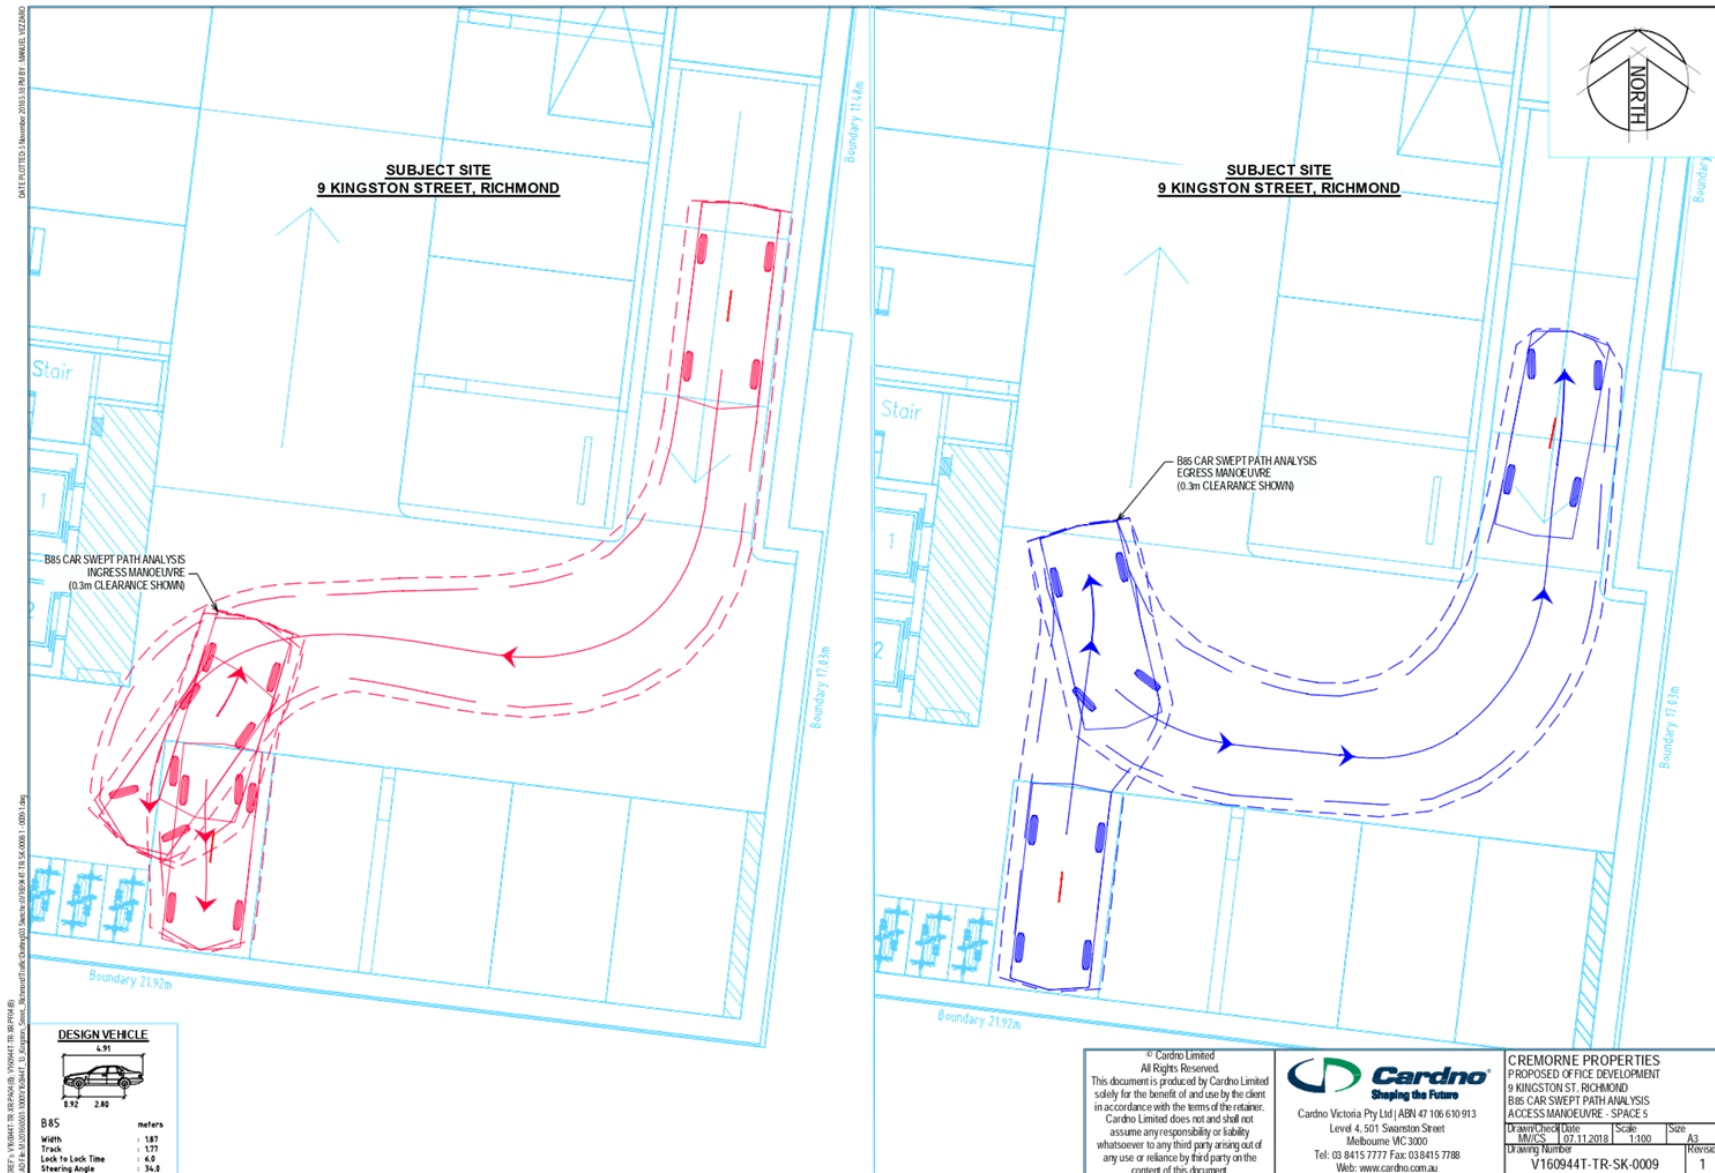 SUBJECT SITE
9 KINGSTON STREET, RICHMOND
Boundary 11.48m
Stair
1
2
B85 CAR SWEPT PATH ANALYSIS
INGRESS MANOEUVRE
(0.3m CLEARANCE SHOWN)
Boundary 17.03m
Boundary 21.92m
SUBJECT SITE
9 KINGSTON STREET, RICHMOND
NORTH
Boundary
Stair
1
2
B85 CAR SWEPT PATH ANALYSIS
EGRESS MANOEUVRE
(0.3m CLEARANCE SHOWN)
Boundary 17.03m
Boundary 21.92m
DESIGN VEHICLE
4.91
0.92 2.80
B85 meters
Width : 1.87
Track : 1.77
Lock to Lock Time : 6.0
Steering Angle : 34.0
© Cardno Limited
All Rights Reserved.
This document is produced by Cardno Limited
solely for the benefit of and use by the client
in accordance with the terms of the retainer.
Cardno Limited does not and shall not
assume any responsibility or liability
whatsoever to any third party arising out of
any use or reliance by third party on the
content of this document.
Cardno®
Shaping the Future
Cardno Victoria Pty Ltd | ABN 47 106 610 913
Level 4, 501 Swanston Street
Melbourne VIC 3000
Tel: 03 8415 7777 Fax: 03 8415 7788
Web: www.cardno.com.au
CREMORNE PROPERTIES
PROPOSED OFFICE DEVELOPMENT
9 KINGSTON ST, RICHMOND
B85 CAR SWEPT PATH ANALYSIS
ACCESS MANOEUVRE - SPACE 5
Drawn/Check Date Scale Size
MV/CS 07.11.2018 1:100 A3
Drawing Number
V160944T-TR-SK-0009 1